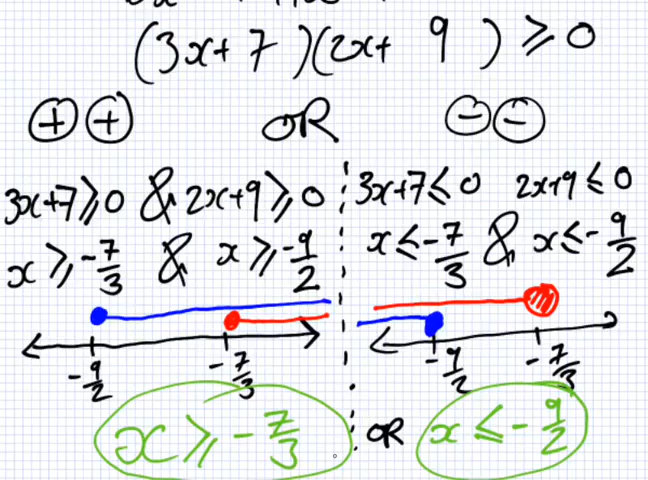 (3x+7)(2x+9) ≥ 0
⊕⊕ OR ⊖⊖
3x+7 ≥ 0 & 2x+9 ≥ 0 3x+7 ≤ 0 2x+9 ≤ 0
x ≥ -7/3 & x ≥ -9/2 x ≤ -7/3 & x ≤ -9/2
-9/2 -7/3 -9/2 -7/3
x ≥ -7/3 OR x ≤ -9/2